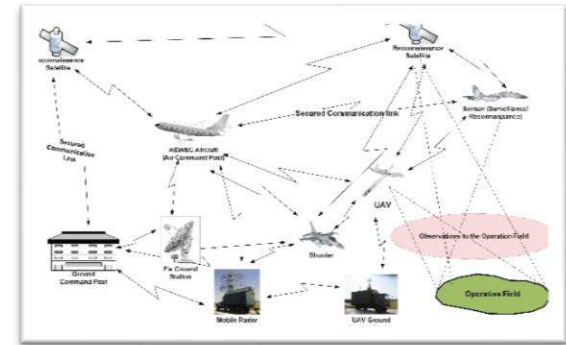 Reconnaissance
Satellite
Reconnaissance
Satellite
Secured Communication link
Sensor (Surveillance/
Reconnaissance)
Secured
Communication
Link
AEW&C Aircraft
(Air Command Post)
UAV
Observations to the Operation Field
Shooter
Ground
Command Post
Fix Ground
Station
Operation Field
Mobile Radar
UAV Ground